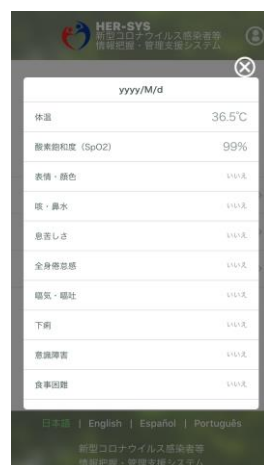 HER-SYS
新型コロナウイルス感染者等
情報把握・管理支援システム
yyyy/M/d
体温 36.5℃
酸素飽和度（SpO2） 99%
表情・顔色 いいえ
咳・鼻水 いいえ
息苦しさ いいえ
全身倦怠感 いいえ
嘔気・嘔吐 いいえ
下痢 いいえ
意識障害 いいえ
食事困難 いいえ
日本語 | English | Español | Português
新型コロナウイルス感染者等
情報把握・管理支援システム